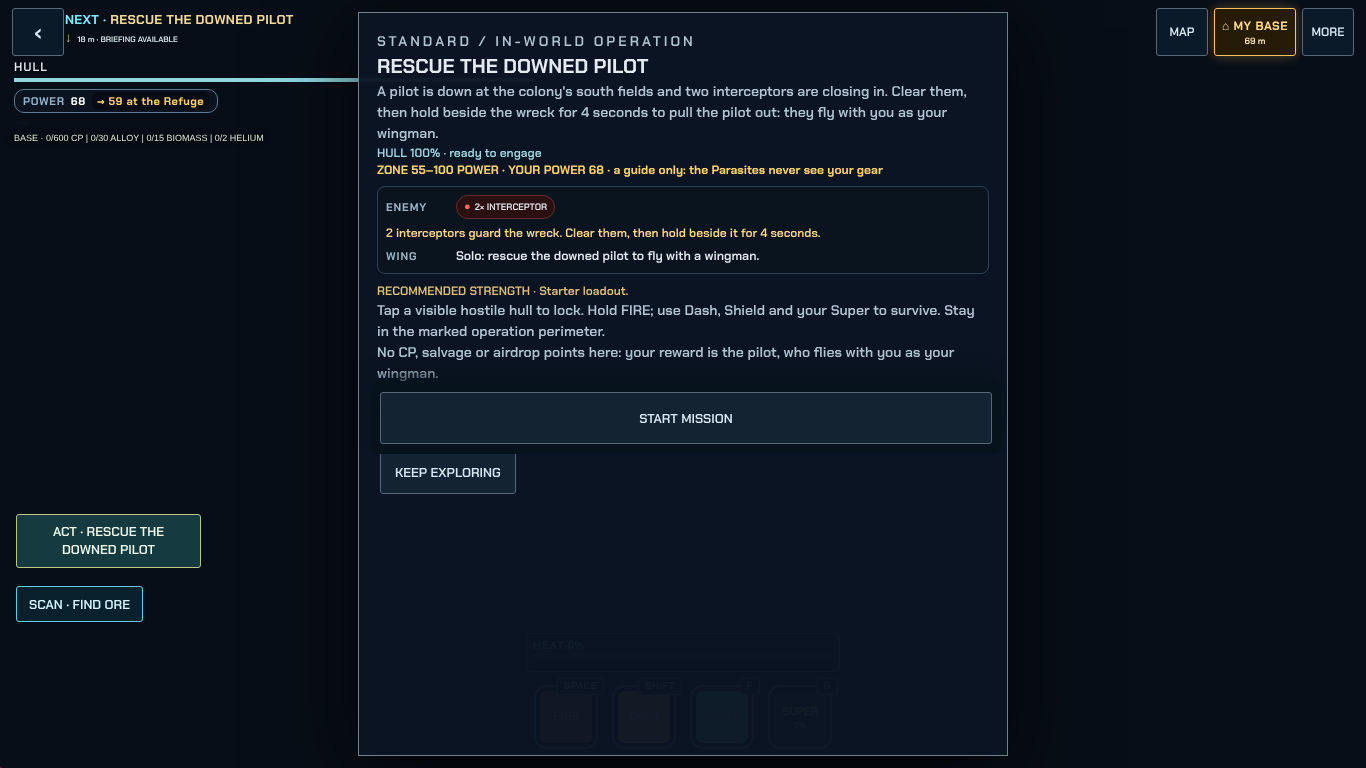 NEXT · RESCUE THE DOWNED PILOT
↓ 18 m · BRIEFING AVAILABLE
HULL
POWER 68 → 59 at the Refuge
BASE · 0/600 CP | 0/30 ALLOY | 0/15 BIOMASS | 0/2 HELIUM
MAP
⌂ MY BASE
69 m
MORE
STANDARD / IN-WORLD OPERATION
RESCUE THE DOWNED PILOT
A pilot is down at the colony's south fields and two interceptors are closing in. Clear them,
then hold beside the wreck for 4 seconds to pull the pilot out: they fly with you as your
wingman.
HULL 100% · ready to engage
ZONE 55–100 POWER · YOUR POWER 68 · a guide only: the Parasites never see your gear
ENEMY
2× INTERCEPTOR
2 interceptors guard the wreck. Clear them, then hold beside it for 4 seconds.
WING
Solo: rescue the downed pilot to fly with a wingman.
RECOMMENDED STRENGTH · Starter loadout.
Tap a visible hostile hull to lock. Hold FIRE; use Dash, Shield and your Super to survive. Stay
in the marked operation perimeter.
No CP, salvage or airdrop points here: your reward is the pilot, who flies with you as your
wingman.
START MISSION
KEEP EXPLORING
ACT · RESCUE THE
DOWNED PILOT
SCAN · FIND ORE
SPACE
SHIFT
SUPER